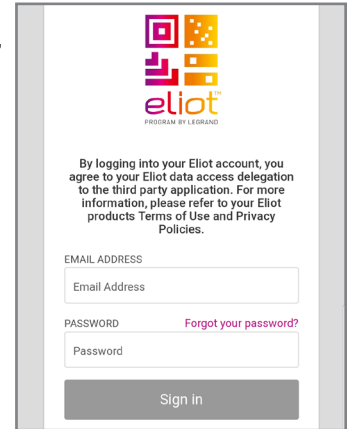 eliot™
PROGRAM BY LEGRAND
By logging into your Eliot account, you
agree to your Eliot data access delegation
to the third party application. For more
information, please refer to your Eliot
products Terms of Use and Privacy
Policies.
EMAIL ADDRESS
Email Address
PASSWORD Forgot your password?
Password
Sign in